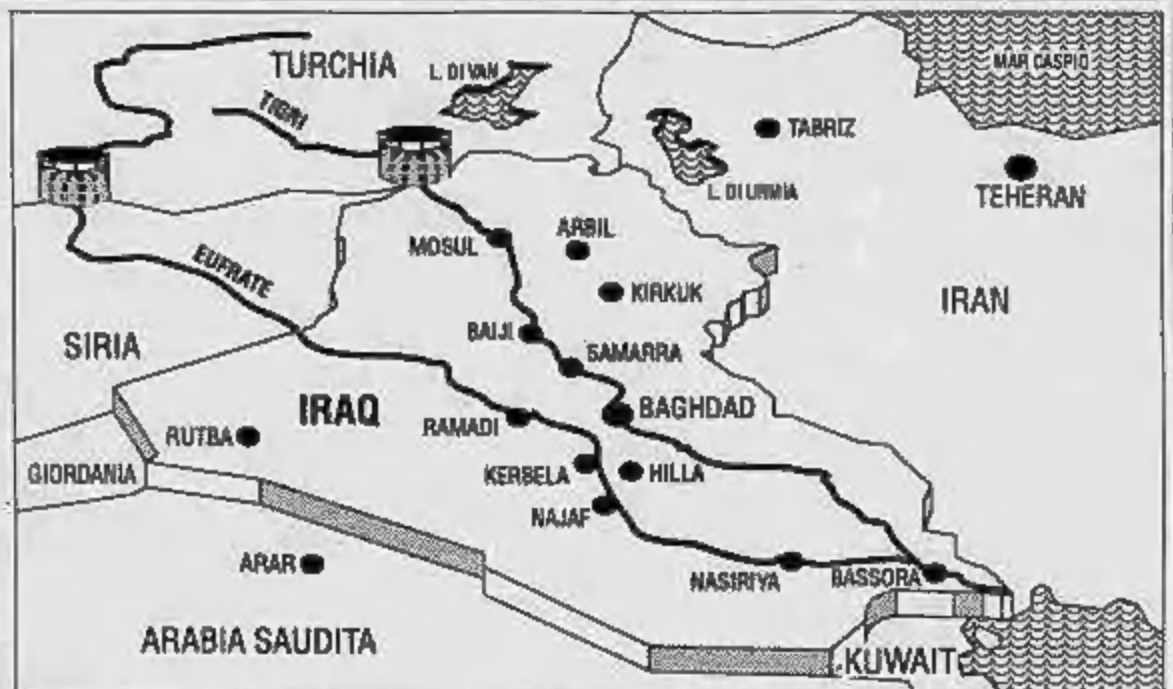 TURCHIA
L. DI VAN
MAR CASPIO
TIGRI
TABRIZ
TEHERAN
L. DI URMIA
ARBIL
MOSUL
EUFRATE
KIRKUK
IRAN
BAIJI
SIRIA
SAMARRA
IRAQ
BAGHDAD
RAMADI
RUTBA
GIORDANIA
KERBELA
HILLA
NAJAF
ARAR
NASIRIYA
BASSORA
ARABIA SAUDITA
KUWAIT